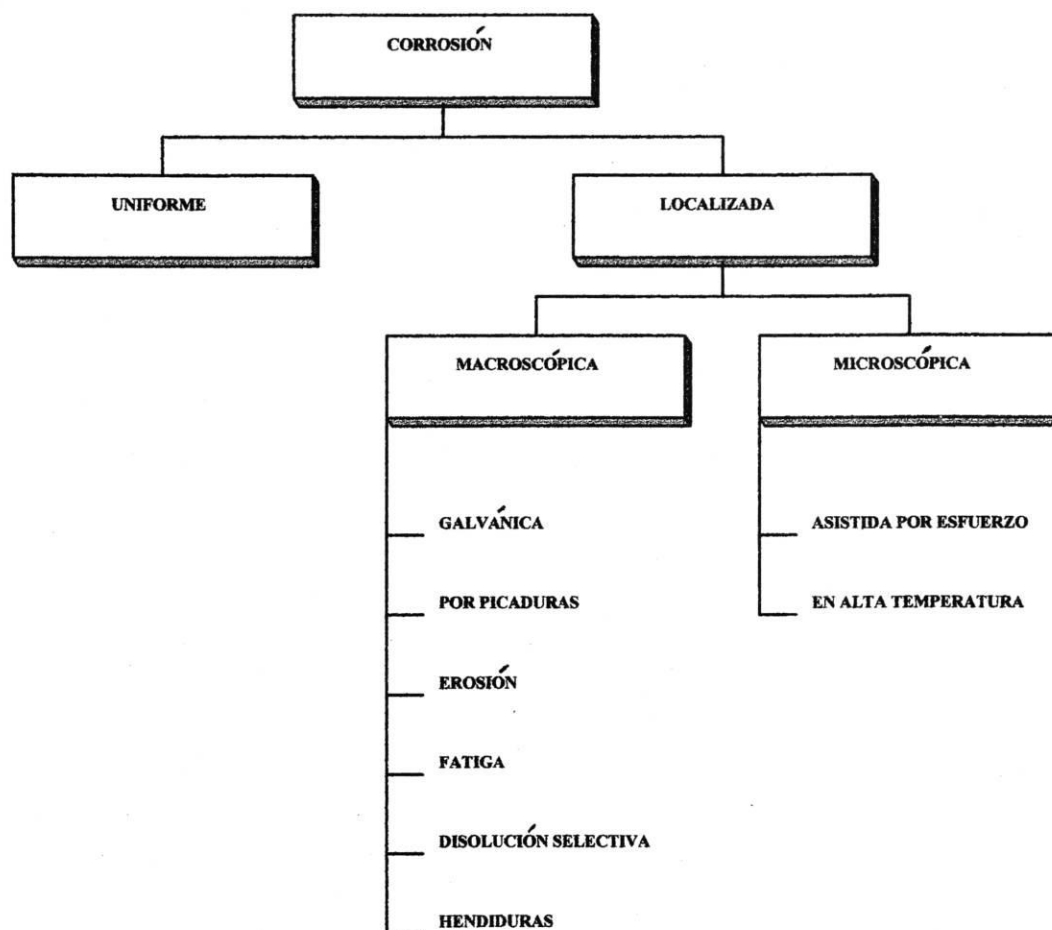 CORROSIÓN
UNIFORME
LOCALIZADA
MACROSCÓPICA
MICROSCÓPICA
GALVÁNICA
POR PICADURAS
EROSIÓN
FATIGA
DISOLUCIÓN SELECTIVA
HENDIDURAS
ASISTIDA POR ESFUERZO
EN ALTA TEMPERATURA